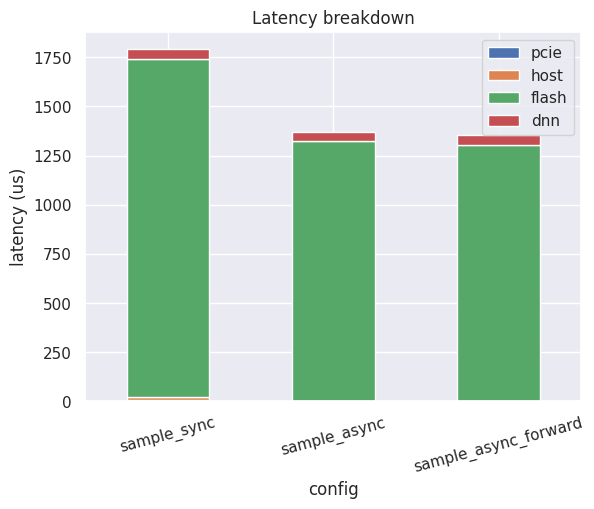 Latency breakdown
latency (us)
1750
1500
1250
1000
750
500
250
0
pcie
host
flash
dnn
sample_sync
sample_async
sample_async_forward
config